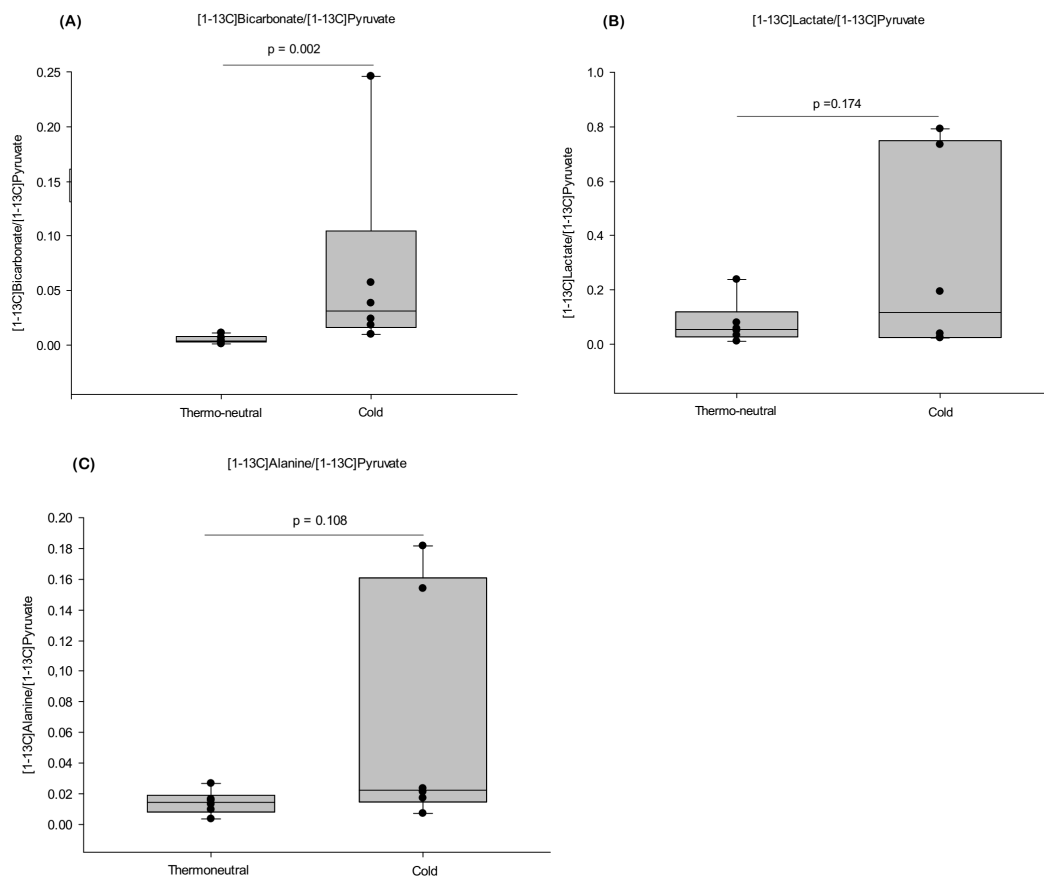 (A)
[1-13C]Bicarbonate/[1-13C]Pyruvate
p = 0.002
[1-13C]Bicarbonate/[1-13C]Pyruvate
0.25
0.20
0.15
0.10
0.05
0.00
Thermo-neutral
Cold
(B)
[1-13C]Lactate/[1-13C]Pyruvate
p =0.174
[1-13C]Lactate/[1-13C]Pyruvate
1.0
0.8
0.6
0.4
0.2
0.0
Thermo-neutral
Cold
(C)
[1-13C]Alanine/[1-13C]Pyruvate
p = 0.108
[1-13C]Alanine/[1-13C]Pyruvate
0.20
0.18
0.16
0.14
0.12
0,10
0.08
0.06
0.04
0.02
0.00
Thermoneutral
Cold